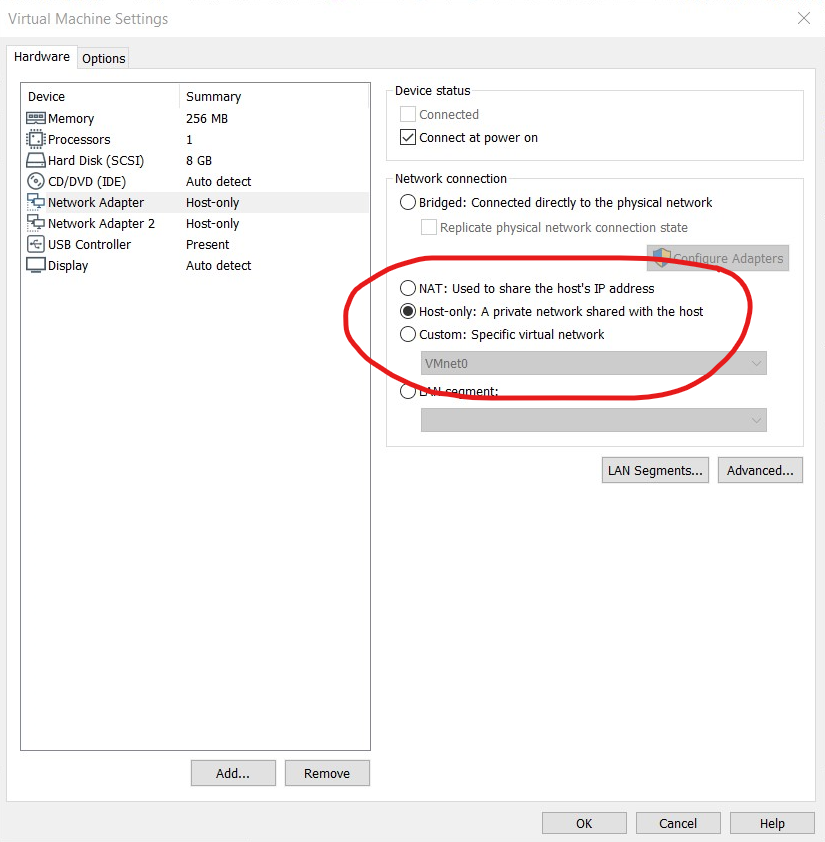 Virtual Machine Settings
Hardware
Options
Device Summary
Memory 256 MB
Processors 1
Hard Disk (SCSI) 8 GB
CD/DVD (IDE) Auto detect
Network Adapter Host-only
Network Adapter 2 Host-only
USB Controller Present
Display Auto detect
Add...
Remove
Device status
Connected
Connect at power on
Network connection
Bridged: Connected directly to the physical network
Replicate physical network connection state
Configure Adapters
NAT: Used to share the host's IP address
Host-only: A private network shared with the host
Custom: Specific virtual network
VMnet0
LAN segment:
LAN Segments...
Advanced...
OK
Cancel
Help